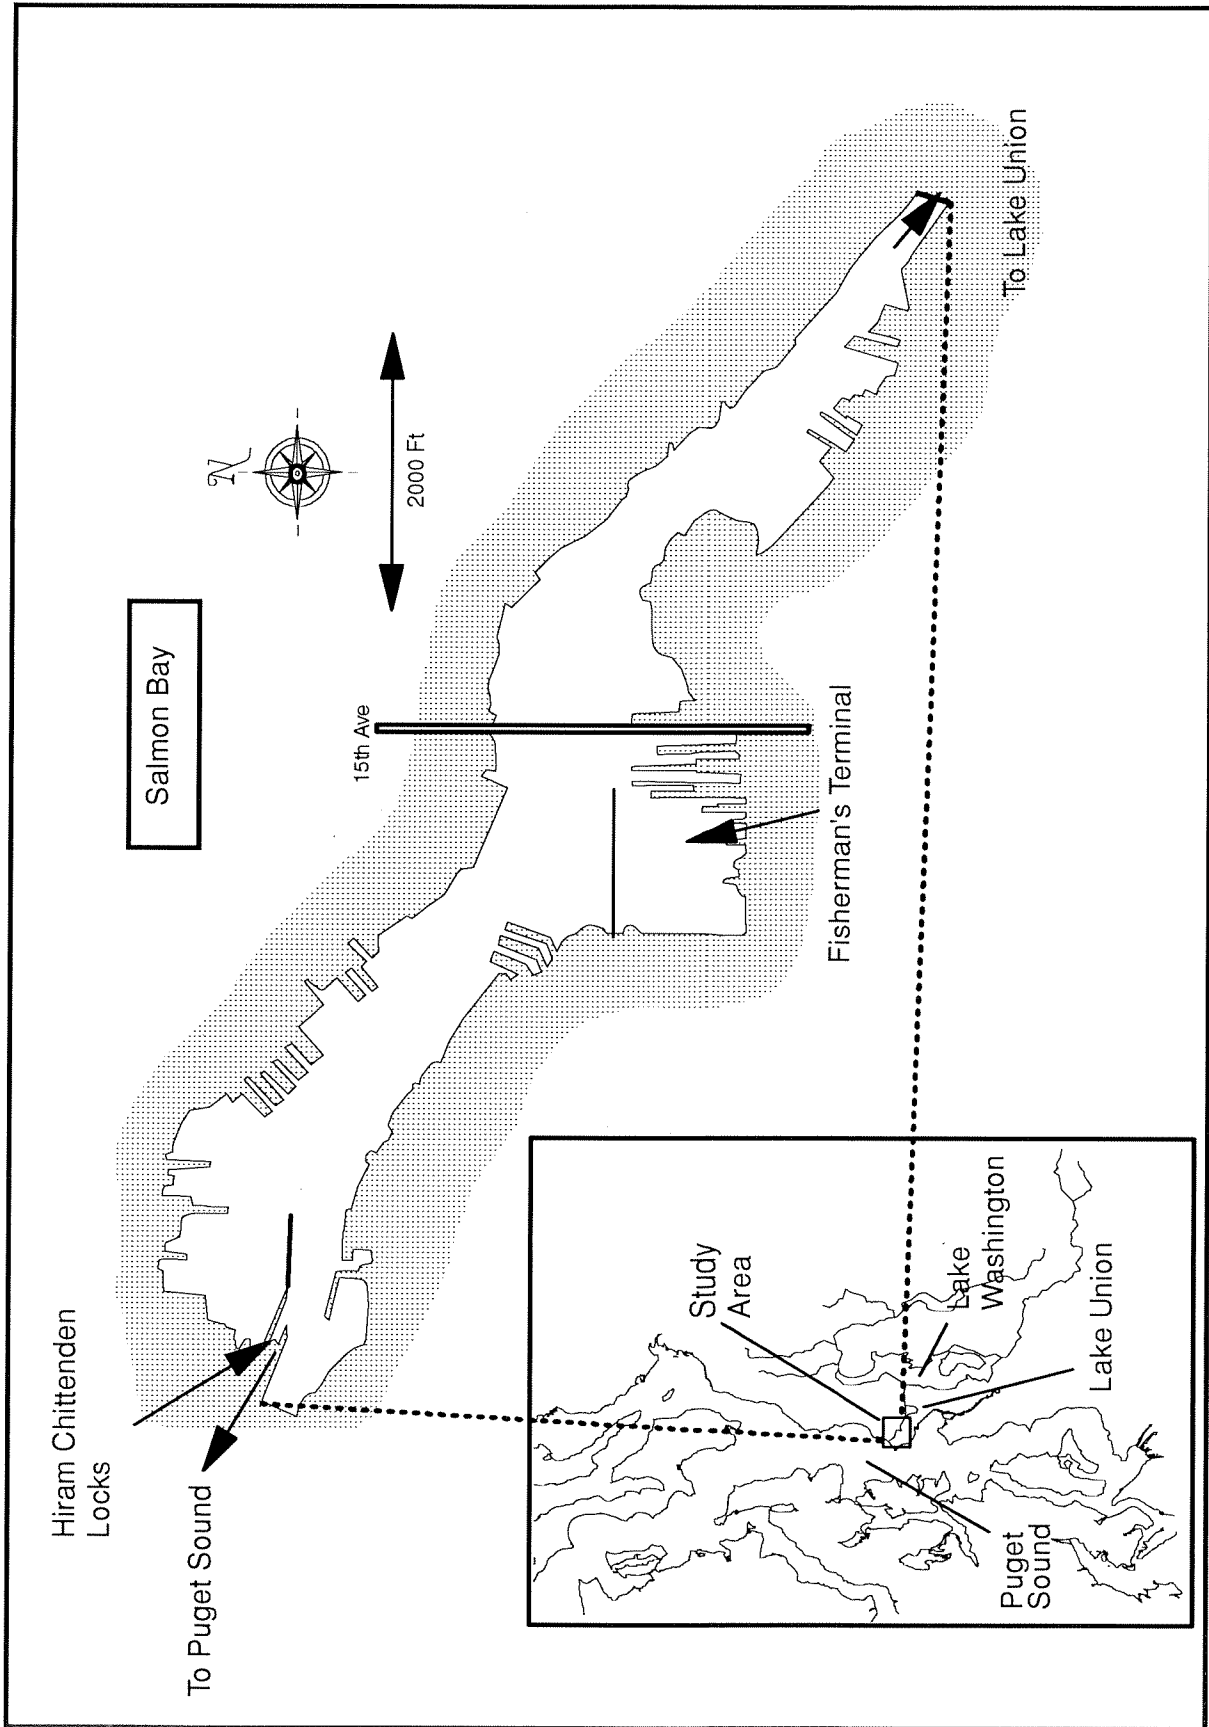 Salmon Bay
N
2000 Ft
15th Ave
Hiram Chittenden
Locks
To Puget Sound
To Lake Union
Fisherman's Terminal
Study
Area
Lake
Washington
Lake Union
Puget
Sound